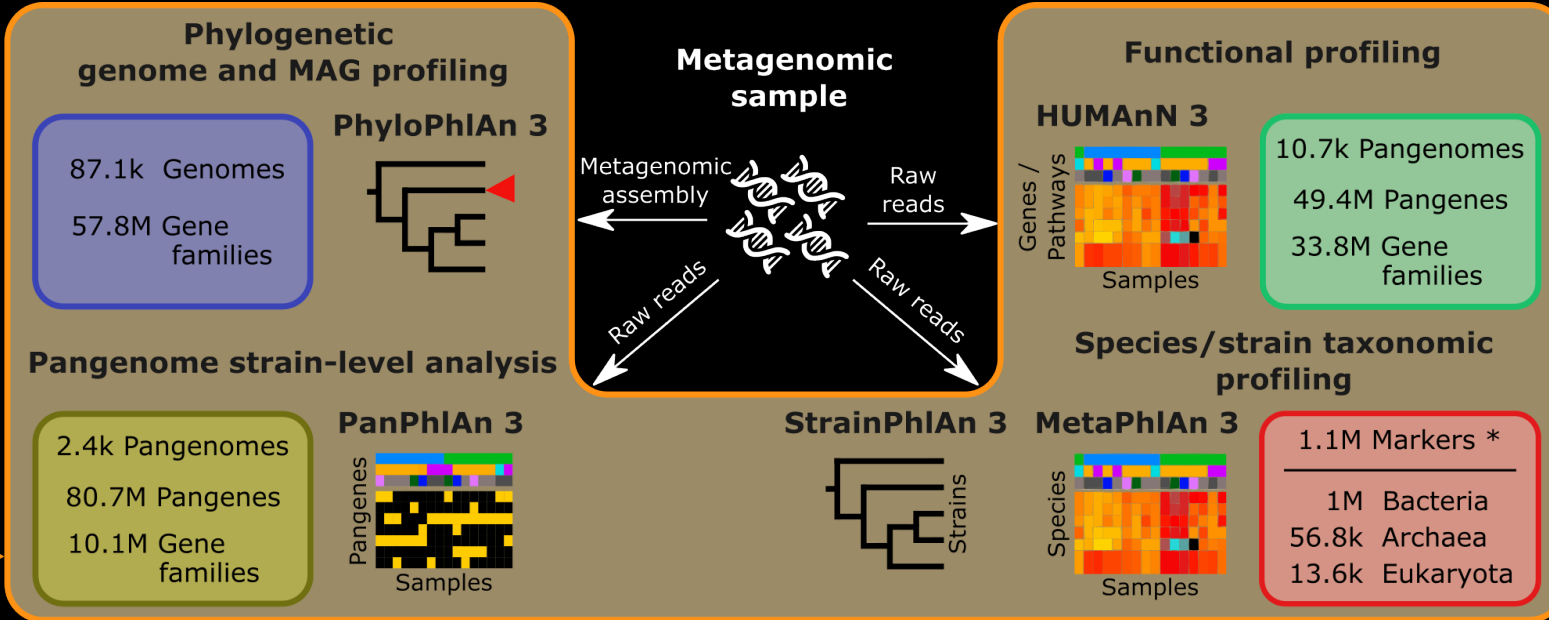 Phylogenetic
genome and MAG profiling
PhyloPhlAn 3
87.1k Genomes
57.8M Gene
families
Metagenomic
sample
Metagenomic
assembly
Raw
reads
Raw reads
Raw reads
Functional profiling
HUMAnN 3
Genes /
Pathways
Samples
10.7k Pangenomes
49.4M Pangenes
33.8M Gene
families
Pangenome strain-level analysis
2.4k Pangenomes
80.7M Pangenes
10.1M Gene
families
PanPhlAn 3
Pangenes
Samples
Species/strain taxonomic
profiling
StrainPhlAn 3
Strains
MetaPhlAn 3
Species
Samples
1.1M Markers *
1M Bacteria
56.8k Archaea
13.6k Eukaryota